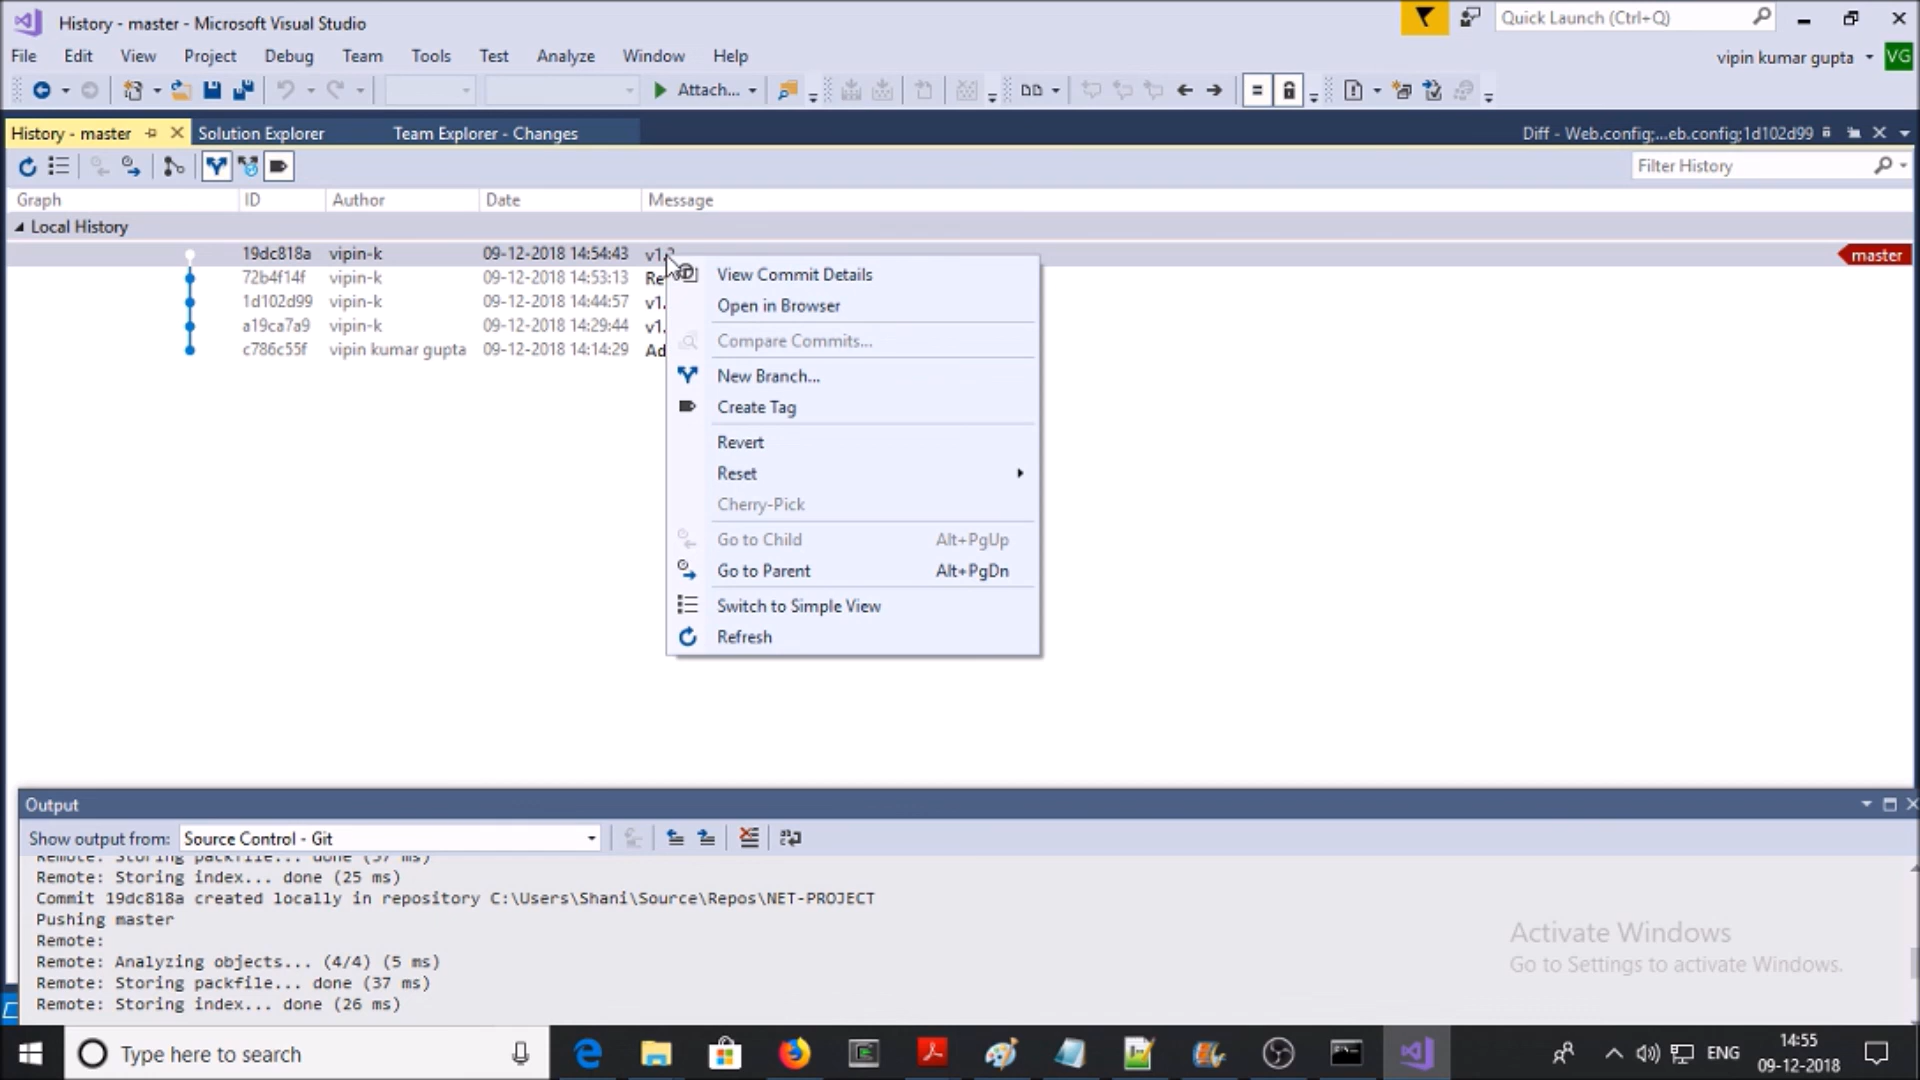 History - master - Microsoft Visual Studio
Quick Launch (Ctrl+Q)
File Edit View Project Debug Team Tools Test Analyze Window Help
vipin kumar gupta VG
Attach...
History - master Solution Explorer Team Explorer - Changes Diff - Web.config;...eb.config;1d102d99
Filter History
Graph ID Author Date Message
Local History
19dc818a vipin-k 09-12-2018 14:54:43 master
72b4f14f vipin-k 09-12-2018 14:53:13 Re
1d102d99 vipin-k 09-12-2018 14:44:57 v1.
a19ca7a9 vipin-k 09-12-2018 14:29:44 v1.
c786c55f vipin kumar gupta 09-12-2018 14:14:29 Ad
View Commit Details
Open in Browser
Compare Commits...
New Branch...
Create Tag
Revert
Reset
Cherry-Pick
Go to Child Alt+PgUp
Go to Parent Alt+PgDn
Switch to Simple View
Refresh
Output
Show output from: Source Control - Git
Remote: Storing packfile... done (37 ms)
Remote: Storing index... done (25 ms)
Commit 19dc818a created locally in repository C:\Users\Shani\Source\Repos\NET-PROJECT
Pushing master
Remote:
Remote: Analyzing objects... (4/4) (5 ms)
Remote: Storing packfile... done (37 ms)
Remote: Storing index... done (26 ms)
Activate Windows
Go to Settings to activate Windows.
Type here to search
ENG
14:55
09-12-2018